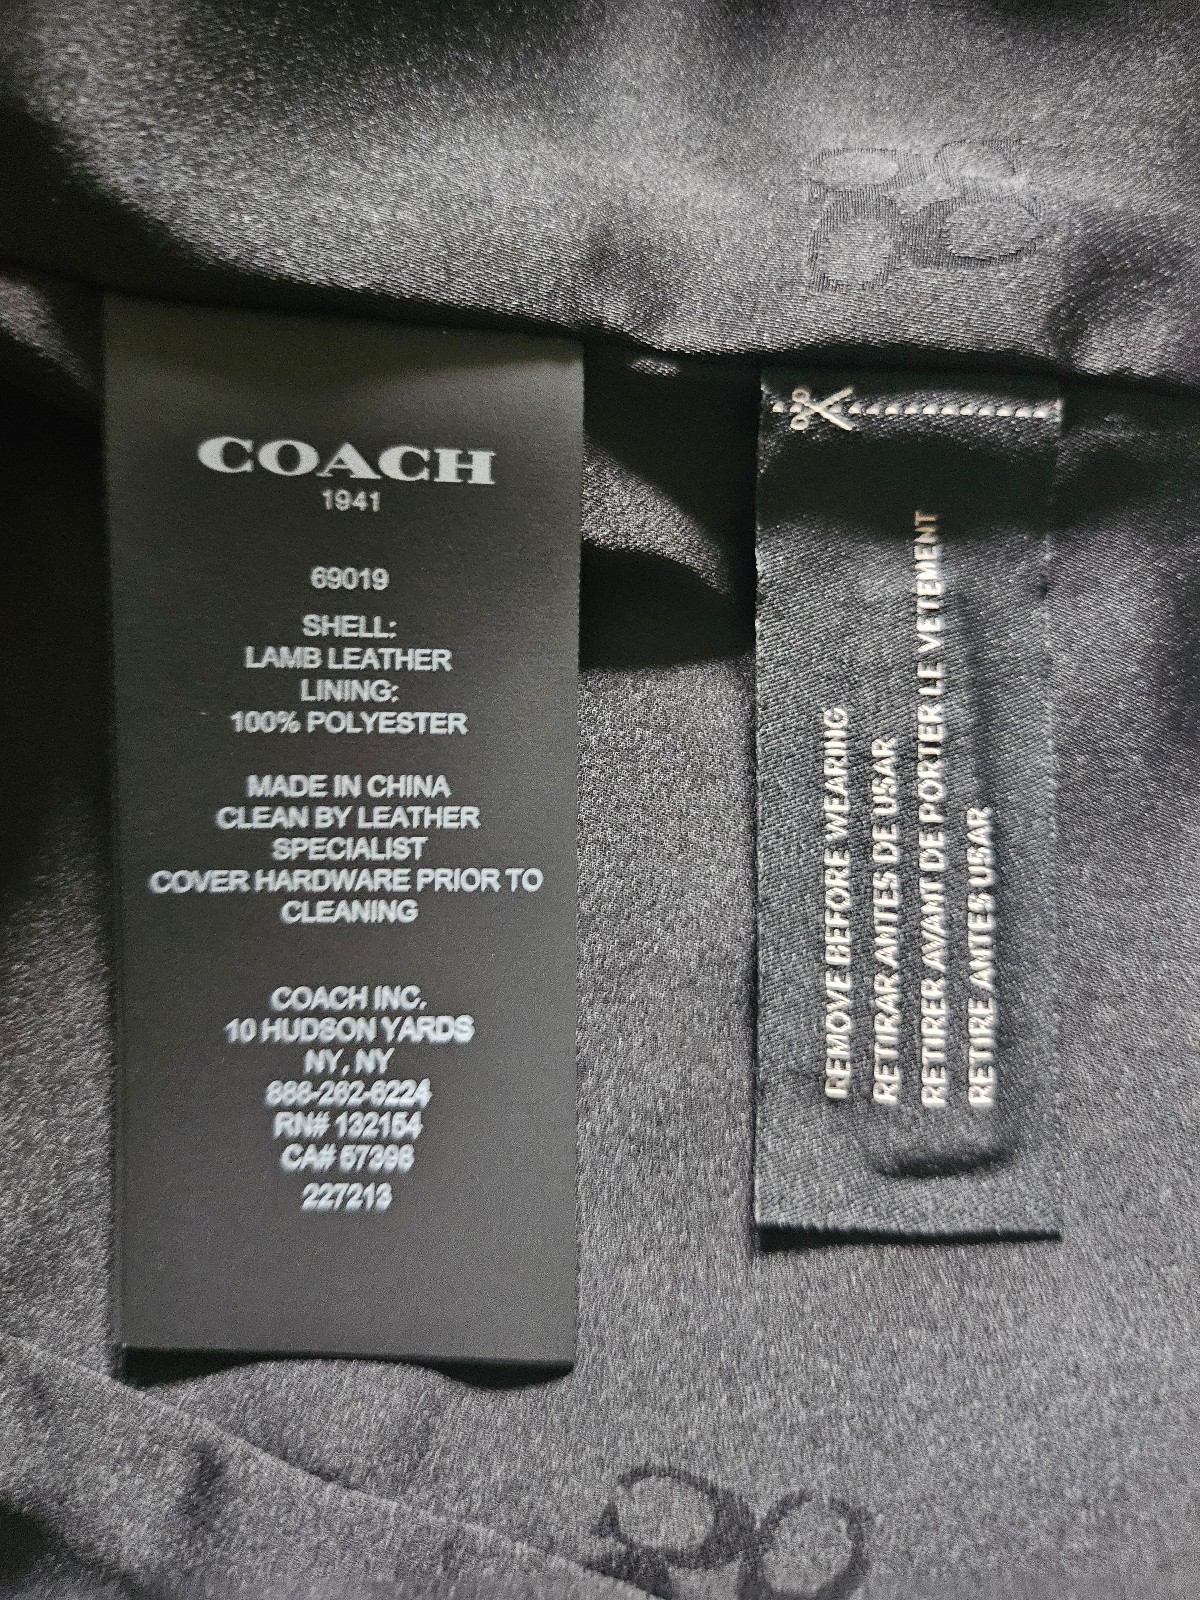 COACH
1941
69019
SHELL:
LAMB LEATHER
LINING:
100% POLYESTER
MADE IN CHINA
CLEAN BY LEATHER
SPECIALIST
COVER HARDWARE PRIOR TO
CLEANING
COACH INC.
10 HUDSON YARDS
NY, NY
888-262-6224
RN# 132154
CA# 57398
227213
REMOVE BEFORE WEARING
RETIRAR ANTES DE USAR
RETIRER AVANT DE PORTER LE VETEMENT
RETIRE ANTES USAR